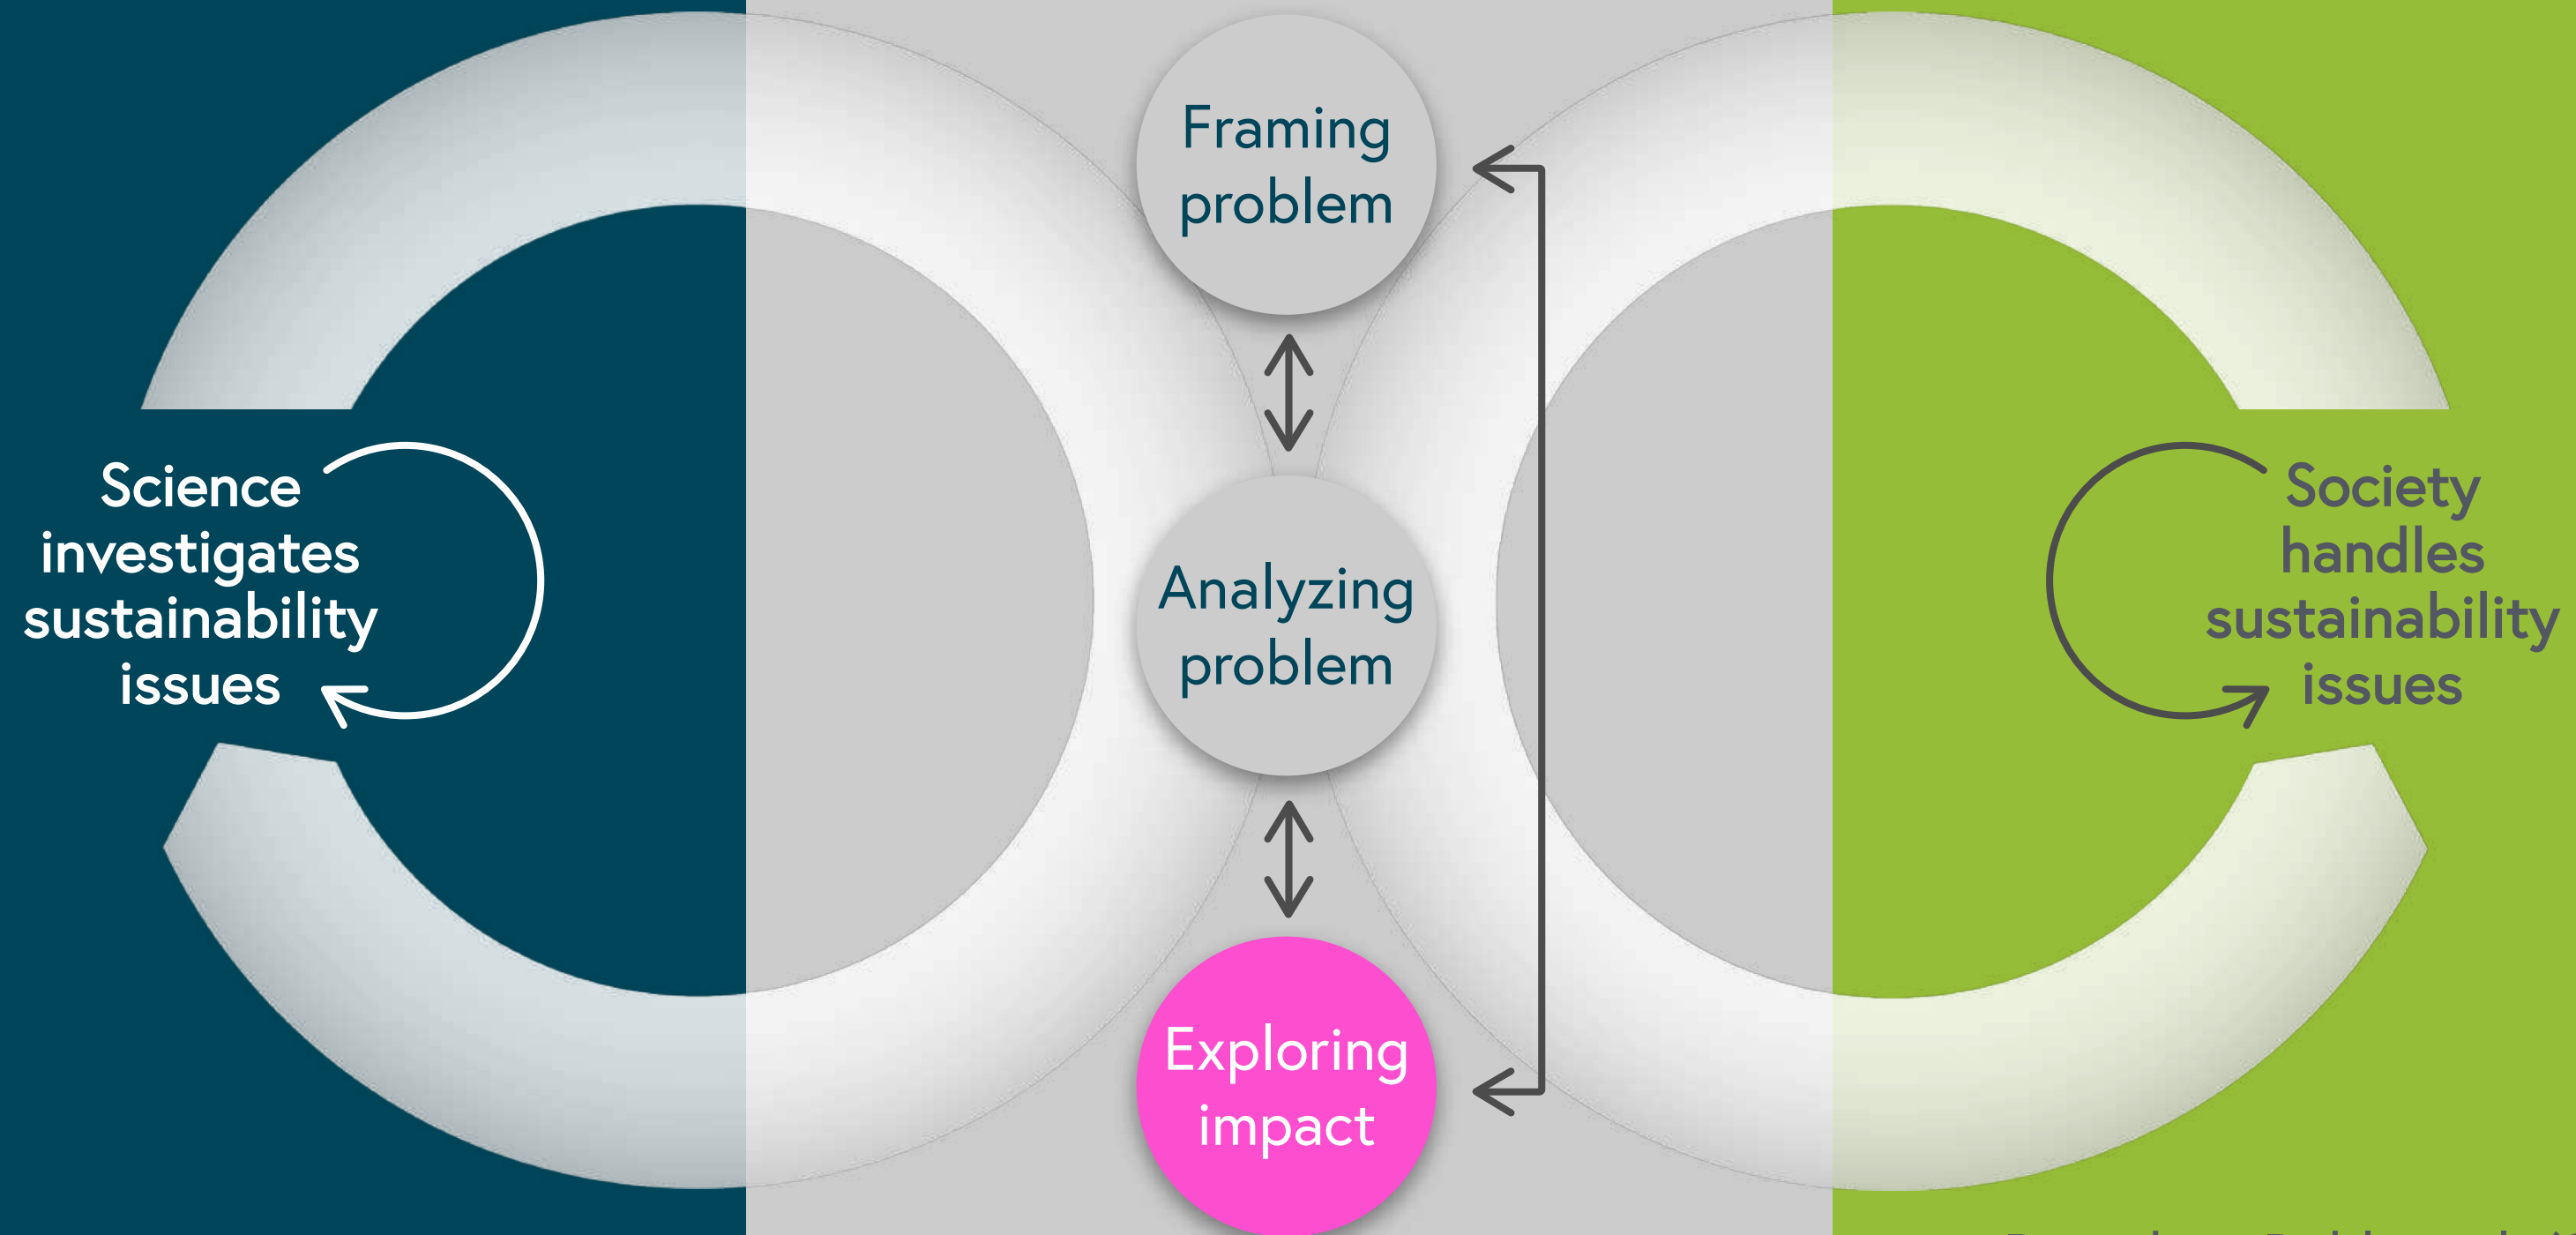 Framing
problem
Science
investigates
sustainability
issues
Analyzing
problem
Society
handles
sustainability
issues
Exploring
impact